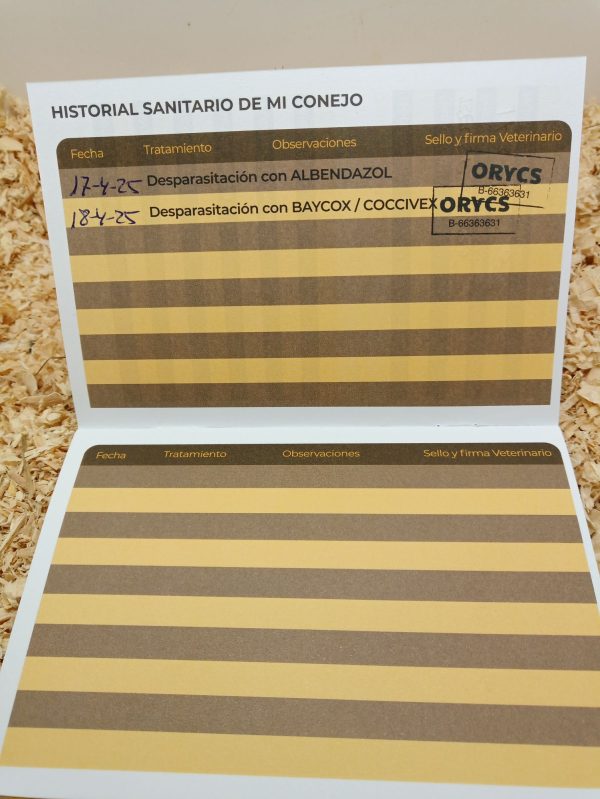 HISTORIAL SANITARIO DE MI CONEJO
Fecha Tratamiento Observaciones Sello y firma Veterinario
17-4-25 Desparasitación con ALBENDAZOL ORYCS
B-66363631
18-4-25 Desparasitación con BAYCOX / COCCIVEX ORYCS
B-66363631
Fecha Tratamiento Observaciones Sello y firma Veterinario